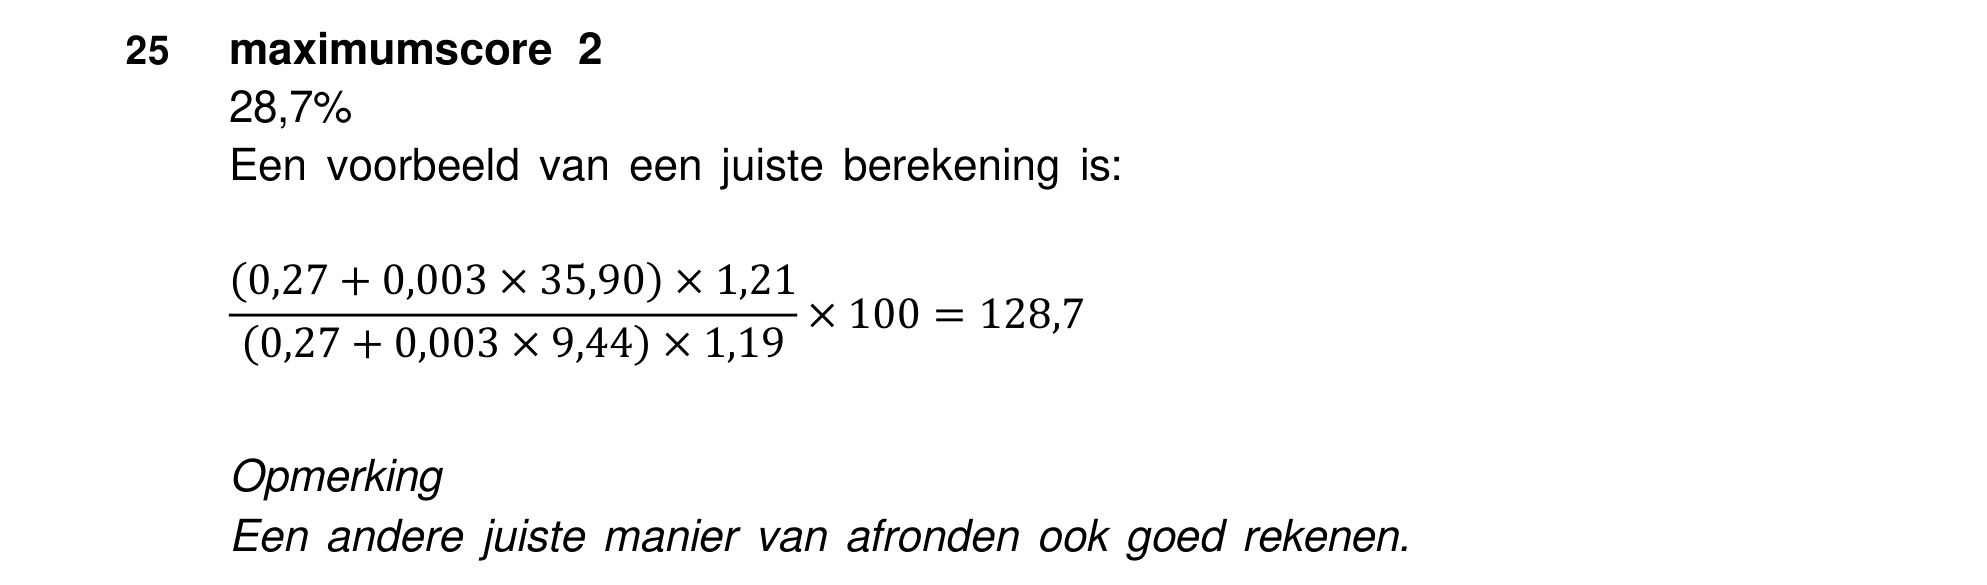 25 maximumscore 2
28,7%
Een voorbeeld van een juiste berekening is:
(0,27 + 0,003 × 35,90) × 1,21
(0,27 + 0,003 × 9,44) × 1,19
× 100 = 128,7
Opmerking
Een andere juiste manier van afronden ook goed rekenen.